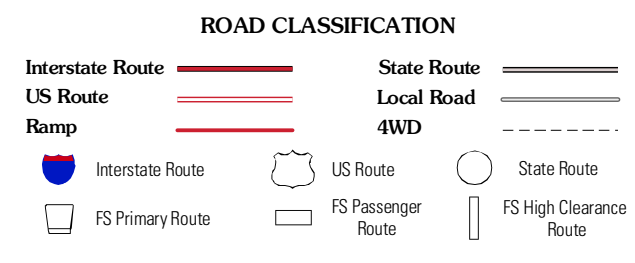 ROAD CLASSIFICATION
Interstate Route
State Route
US Route
Local Road
Ramp
4WD
Interstate Route
US Route
State Route
FS Primary Route
FS Passenger
Route
FS High Clearance
Route